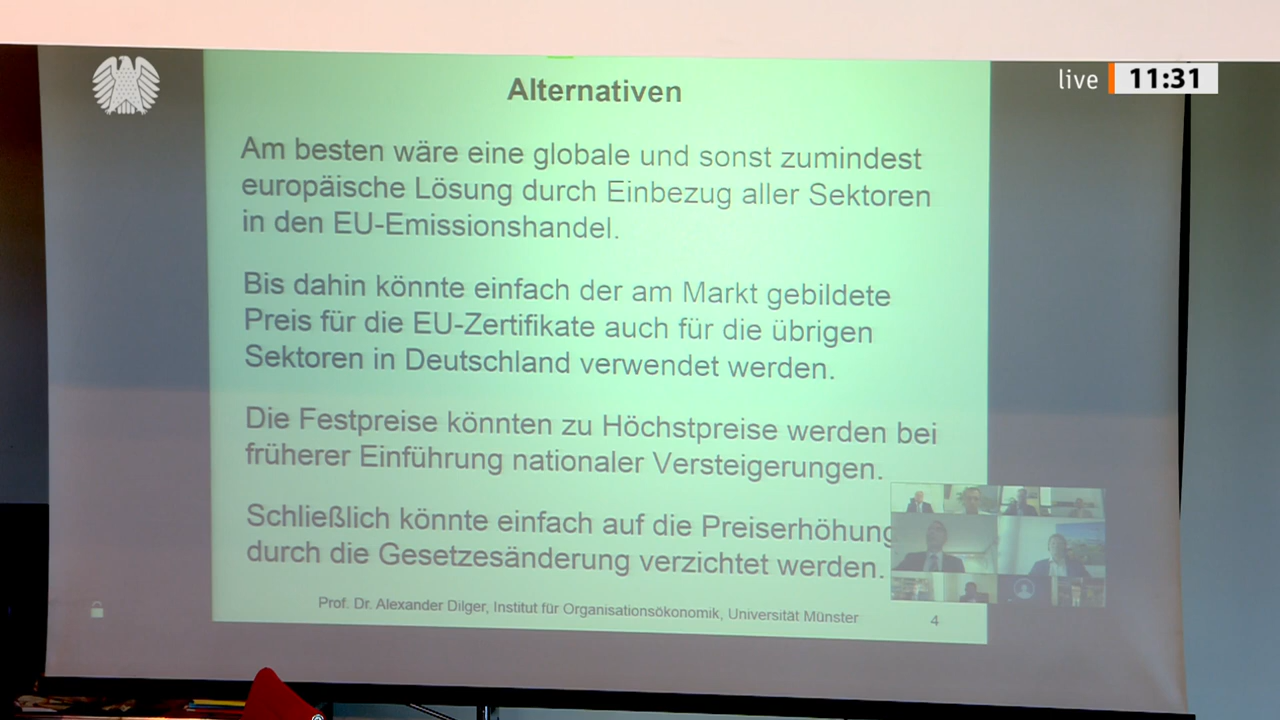 live 11:31
Alternativen
Am besten wäre eine globale und sonst zumindest
europäische Lösung durch Einbezug aller Sektoren
in den EU-Emissionshandel.
Bis dahin könnte einfach der am Markt gebildete
Preis für die EU-Zertifikate auch für die übrigen
Sektoren in Deutschland verwendet werden.
Die Festpreise könnten zu Höchstpreise werden bei
früherer Einführung nationaler Versteigerungen.
Schließlich könnte einfach auf die Preiserhöhung
durch die Gesetzesänderung verzichtet werden.
Prof. Dr. Alexander Dilger, Institut für Organisationsökonomik, Universität Münster
4